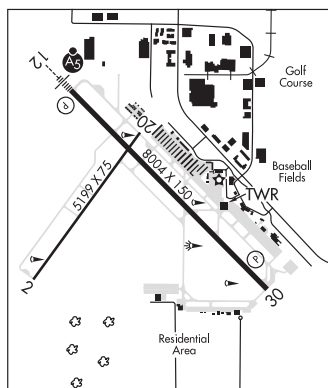 12
A5
P
Golf
Course
20
Baseball
Fields
5199 X 75
8004 X 150
TWR
P
2
30
Residential
Area